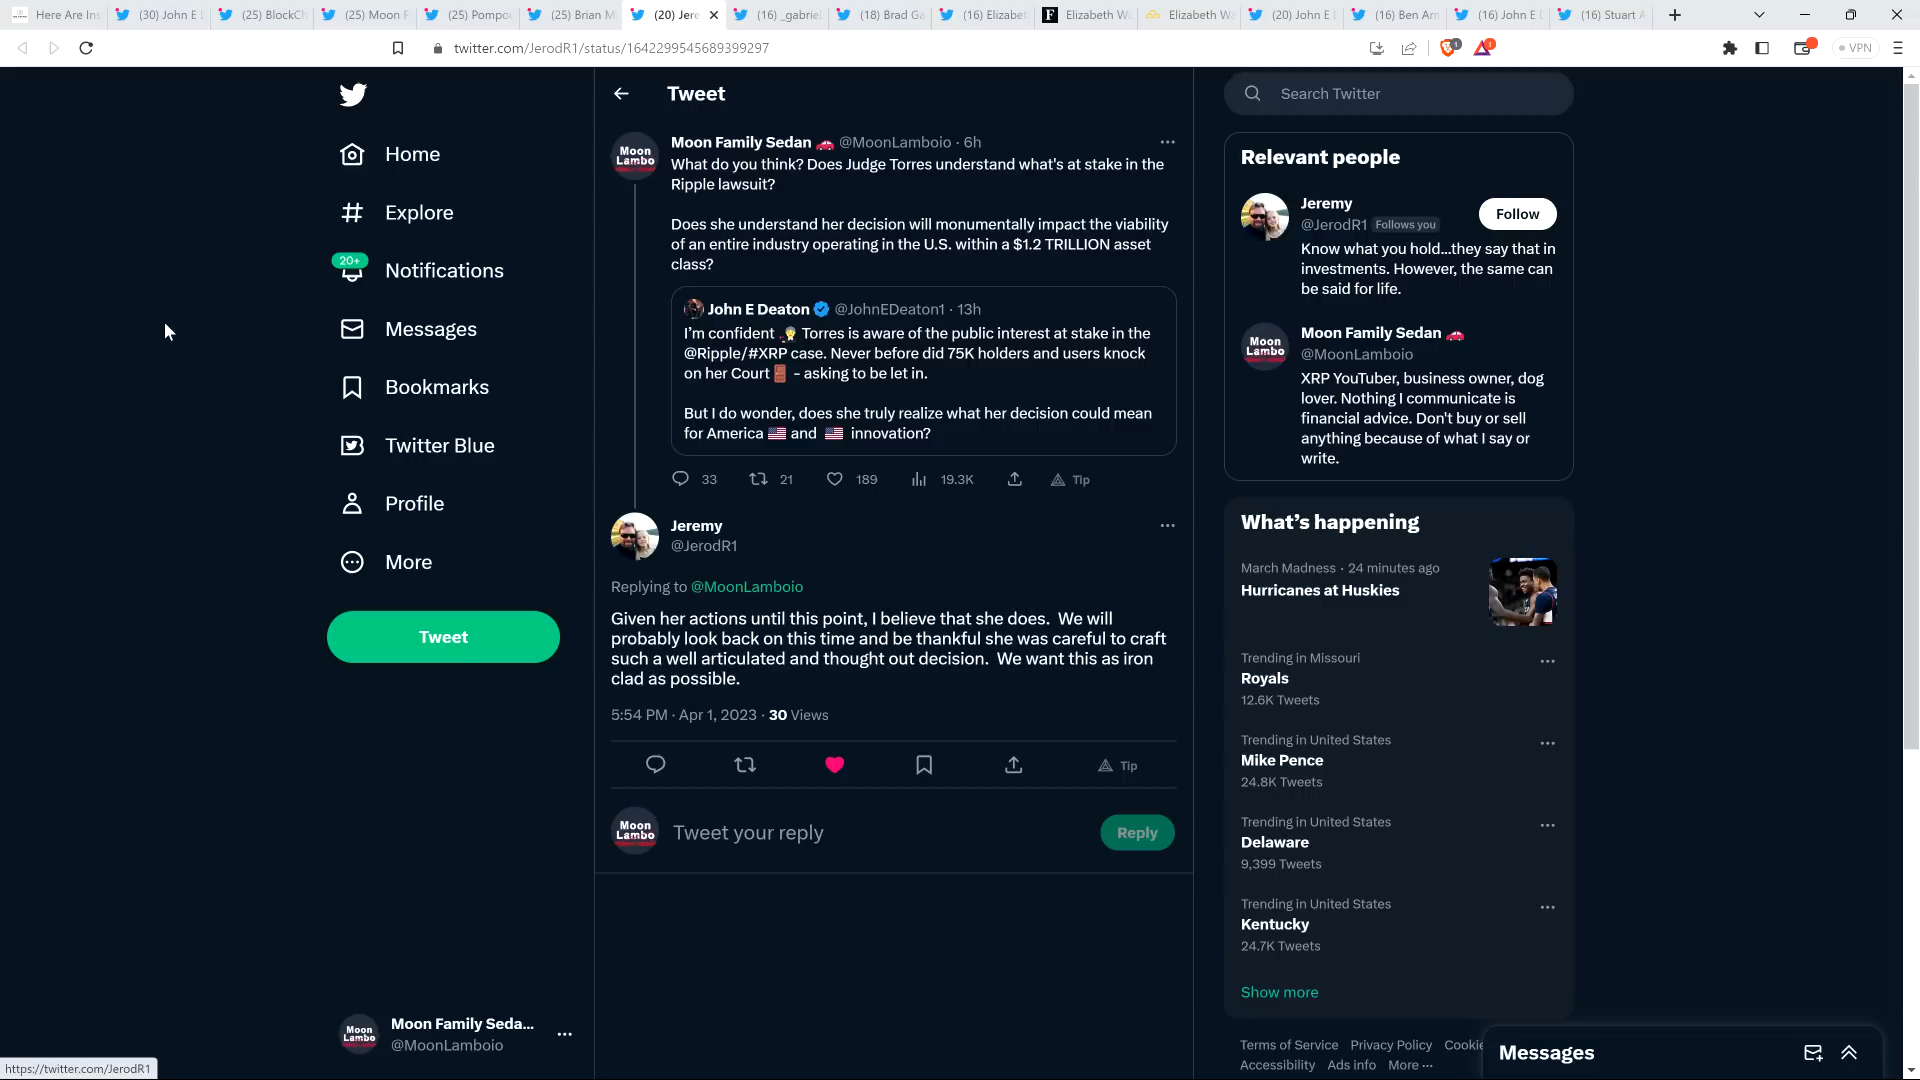 Here Are Ins
(30) John E D
(25) BlockCh
(25) Moon F
(25) Pompou
(25) Brian M
(20) Jere
(16) _gabriel
(18) Brad Ga
(16) Elizabet
Elizabeth Wa
Elizabeth Wa
(20) John E D
(16) Ben Arm
(16) John E D
(16) Stuart A
twitter.com/JerodR1/status/1642299545689399297
VPN
Home
Explore
20+
Notifications
Messages
Bookmarks
Twitter Blue
Profile
More
Tweet
Moon Family Seda...
@MoonLamboio
https://twitter.com/JerodR1
Tweet
Moon Family Sedan @MoonLamboio · 6h
What do you think? Does Judge Torres understand what's at stake in the
Ripple lawsuit?
Does she understand her decision will monumentally impact the viability
of an entire industry operating in the U.S. within a $1.2 TRILLION asset
class?
John E Deaton @JohnEDeaton1 · 13h
I'm confident Torres is aware of the public interest at stake in the
@Ripple/#XRP case. Never before did 75K holders and users knock
on her Court - asking to be let in.
But I do wonder, does she truly realize what her decision could mean
for America and innovation?
33 21 189 19.3K Tip
Jeremy
@JerodR1
Replying to @MoonLamboio
Given her actions until this point, I believe that she does. We will
probably look back on this time and be thankful she was careful to craft
such a well articulated and thought out decision. We want this as iron
clad as possible.
5:54 PM · Apr 1, 2023 · 30 Views
Tip
Moon
Lambo
Tweet your reply
Reply
Search Twitter
Relevant people
Jeremy
@JerodR1 Follows you
Follow
Know what you hold...they say that in
investments. However, the same can
be said for life.
Moon Family Sedan
@MoonLamboio
XRP YouTuber, business owner, dog
lover. Nothing I communicate is
financial advice. Don't buy or sell
anything because of what I say or
write.
What's happening
March Madness · 24 minutes ago
Hurricanes at Huskies
Trending in Missouri
Royals
12.6K Tweets
Trending in United States
Mike Pence
24.8K Tweets
Trending in United States
Delaware
9,399 Tweets
Trending in United States
Kentucky
24.7K Tweets
Show more
Terms of Service Privacy Policy Cookie
Accessibility Ads info More ...
Messages